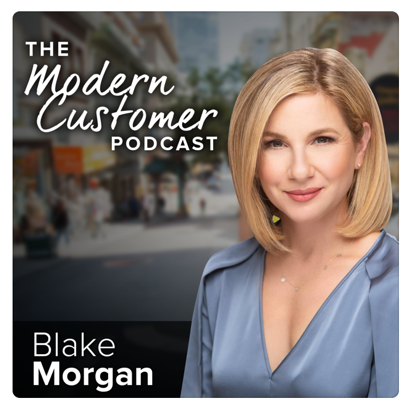 THE
Modern
Customer
PODCAST
Blake
Morgan